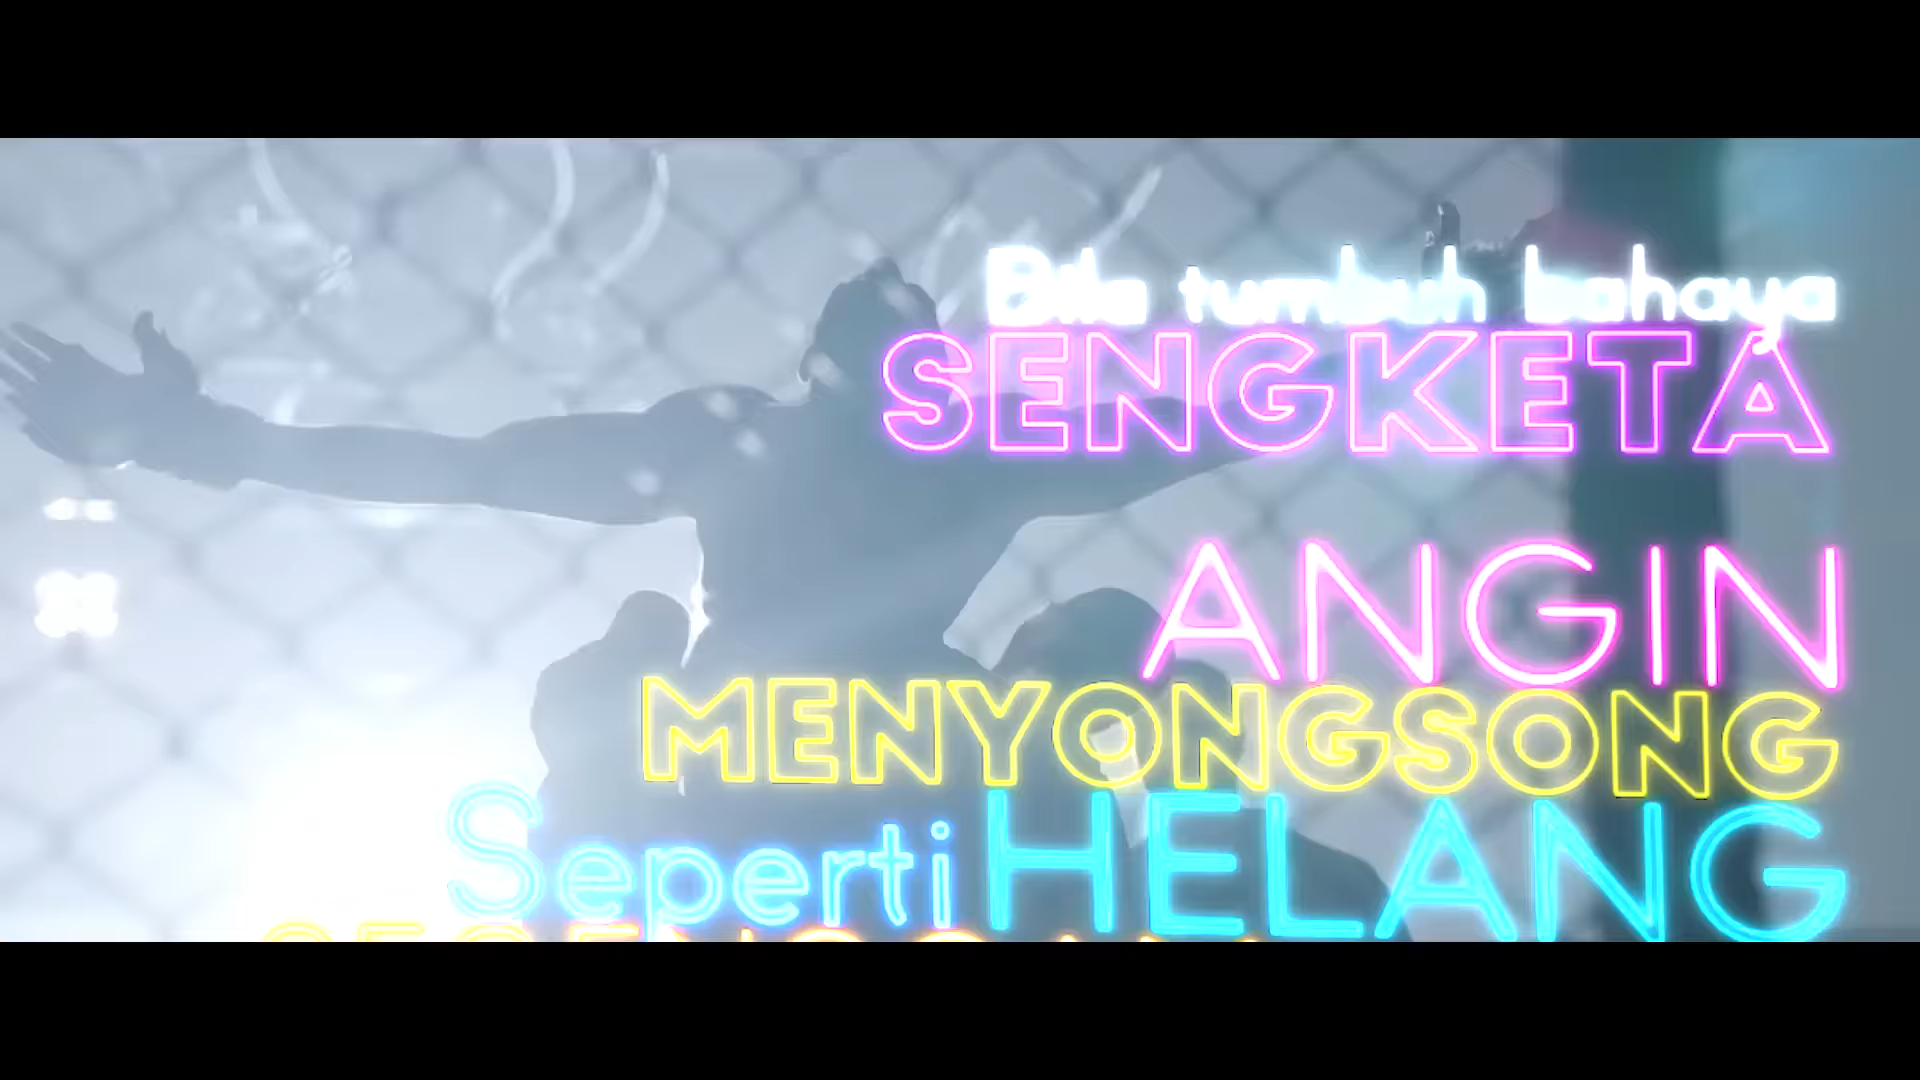 Bila tumbuh bahaya
SENGKETA
ANGIN
MENYONGSONG
Seperti HELANG